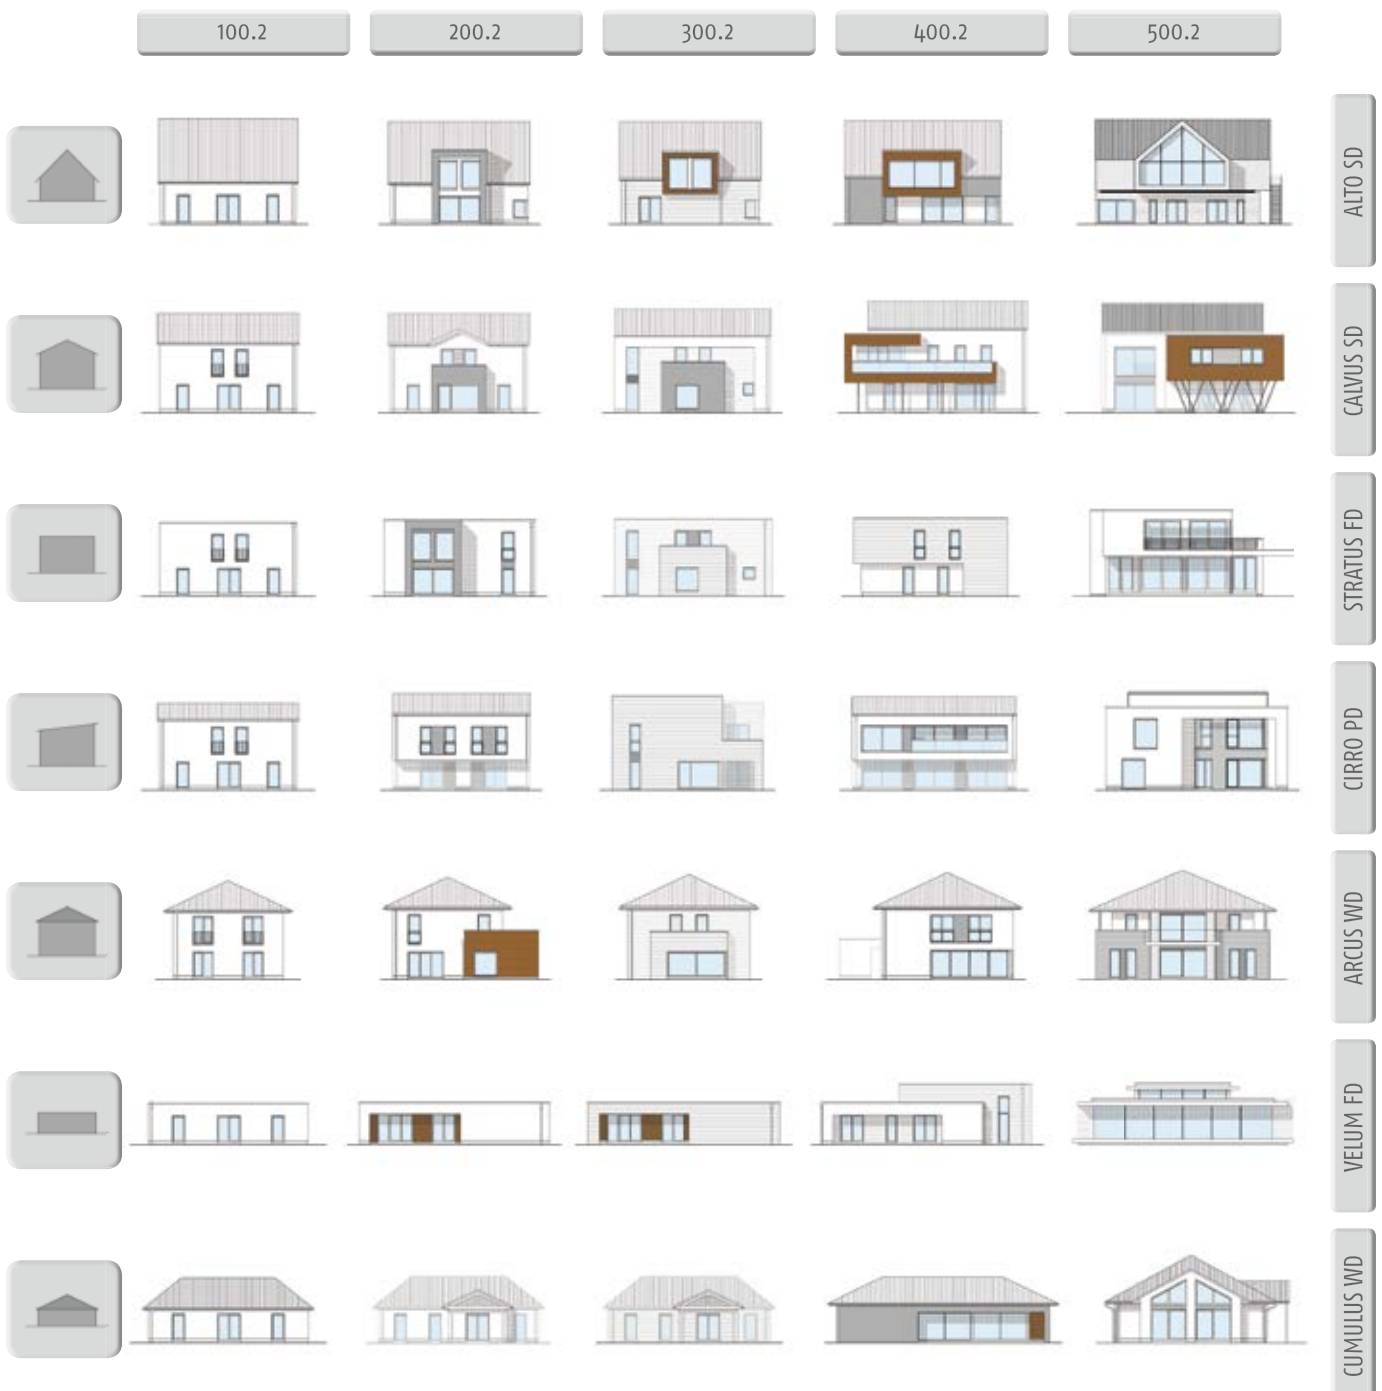 100.2
200.2
300.2
400.2
500.2
ALTO SD
CALVUS SD
STRATUS FD
CIRRO PD
ARCUS WD
VELUM FD
CUMULUS WD